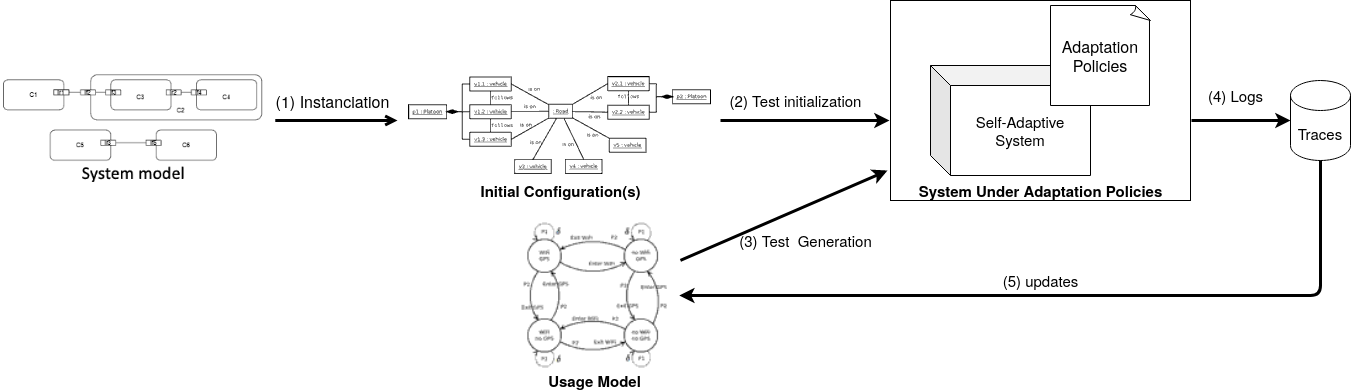 C1
C3
C4
C2
C5
C6
System model
(1) Instanciation
p1 : Platoon
v1.1 : vehicle
follows
v1.2 : vehicle
follows
v1.3 : vehicle
is on
is on
is on
: Road
is on
is on
is on
is on
v2.1 : vehicle
follows
v2.2 : vehicle
p2 : Platoon
v5 : vehicle
v3 : vehicle
v4 : vehicle
Initial Configuration(s)
(2) Test initialization
Adaptation
Policies
Self-Adaptive
System
System Under Adaptation Policies
(4) Logs
Traces
(3) Test Generation
(5) updates
P1
Exit WiFi
P2
WiFi
GPS
no WiFi
GPS
Enter WiFi
Enter GPS
Exit GPS
P2
Enter GPS
Exit GPS
P2
Enter WiFi
WiFi
no GPS
no WiFi
no GPS
P2
Exit WiFi
P1
Usage Model